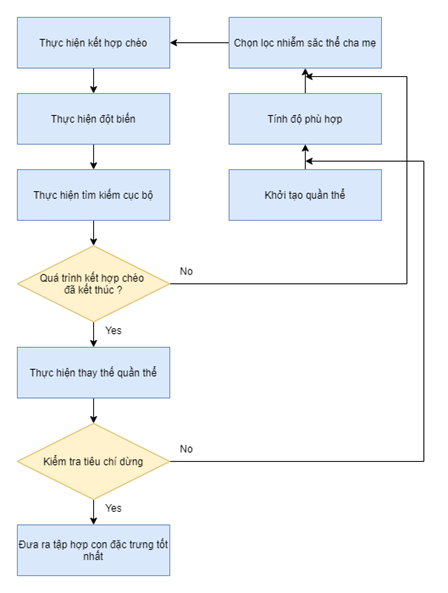 Thực hiện kết hợp chéo
Chọn lọc nhiễm sắc thể cha mẹ
Thực hiện đột biến
Tính độ phù hợp
Thực hiện tìm kiếm cục bộ
Khởi tạo quần thể
Quá trình kết hợp chéo
đã kết thúc ?
No
Yes
Thực hiện thay thế quần thể
Kiểm tra tiêu chí dừng
No
Yes
Đưa ra tập hợp con đặc trưng tốt
nhất